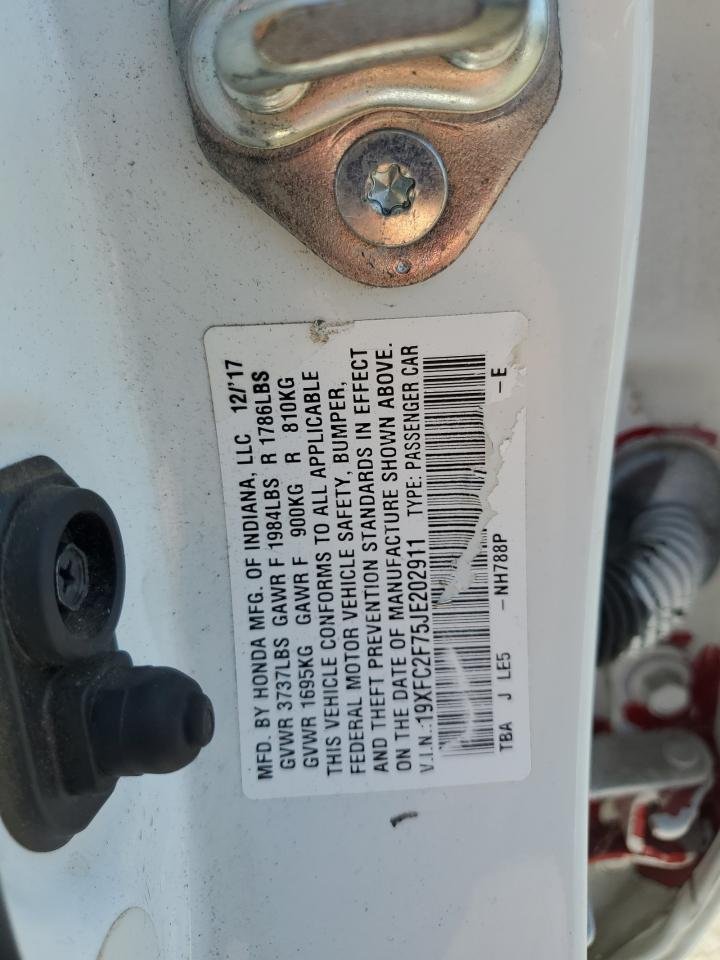 MFD. BY HONDA MFG. OF INDIANA, LLC 12/'17
GVWR 3737LBS GAWR F 1984LBS R 1786LBS
GVWR 1695KG GAWR F 900KG R 810KG
THIS VEHICLE CONFORMS TO ALL APPLICABLE
FEDERAL MOTOR VEHICLE SAFETY, BUMPER,
AND THEFT PREVENTION STANDARDS IN EFFECT
ON THE DATE OF MANUFACTURE SHOWN ABOVE.
V.I.N.:19XFC2F75JE202911 TYPE: PASSENGER CAR
TBA J LE5 - NH788P - E